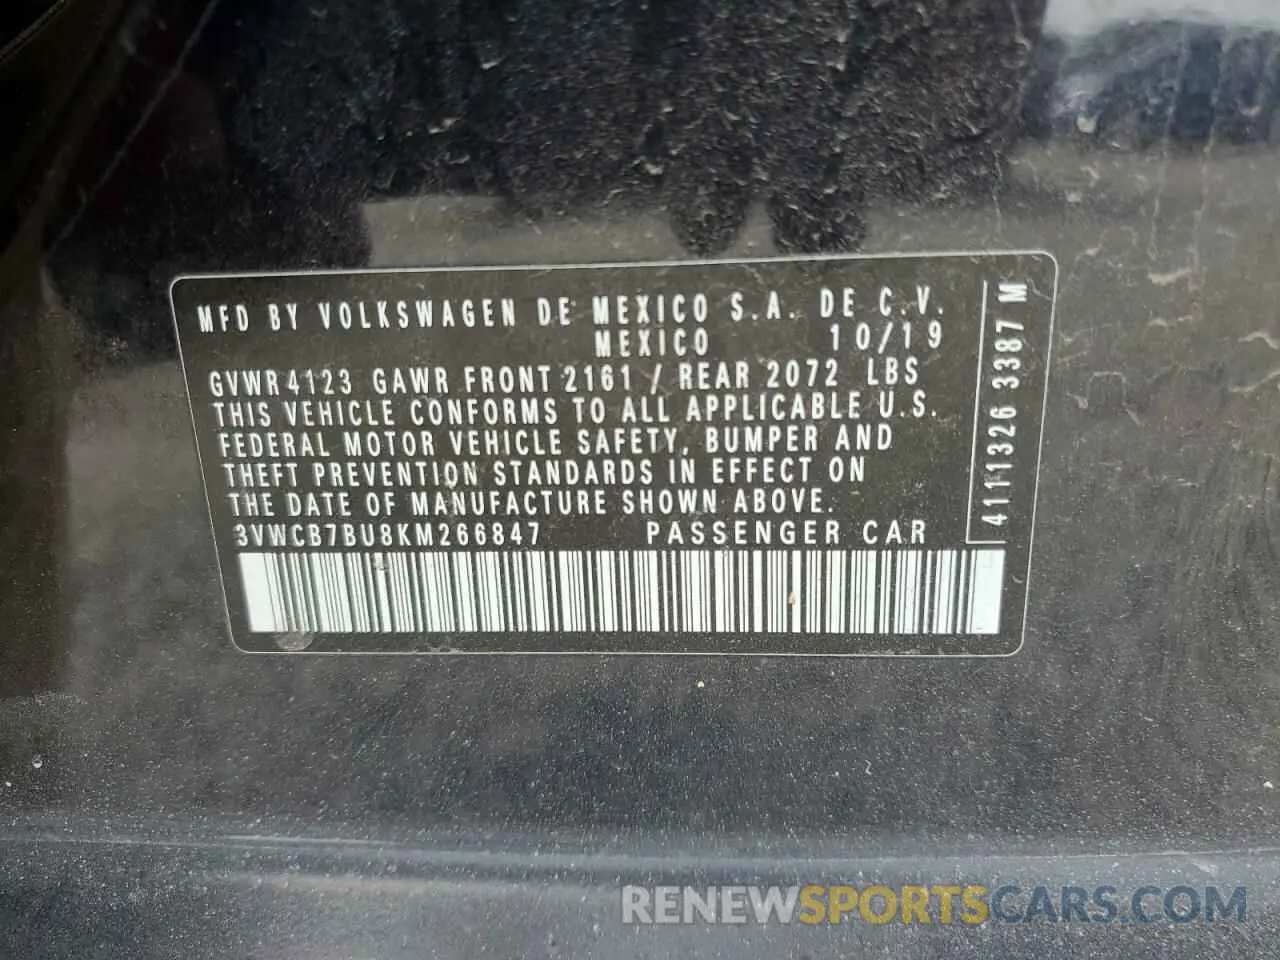 MFD BY VOLKSWAGEN DE MEXICO S.A. DE C.V.
MEXICO 10/19
GVWR 4123 GAWR FRONT 2161 / REAR 2072 LBS
THIS VEHICLE CONFORMS TO ALL APPLICABLE U.S.
FEDERAL MOTOR VEHICLE SAFETY, BUMPER AND
THEFT PREVENTION STANDARDS IN EFFECT ON
THE DATE OF MANUFACTURE SHOWN ABOVE.
3VWCB7BU8KM266847 PASSENGER CAR
4111326 3387 M
RENEWSPORTSCARS.COM